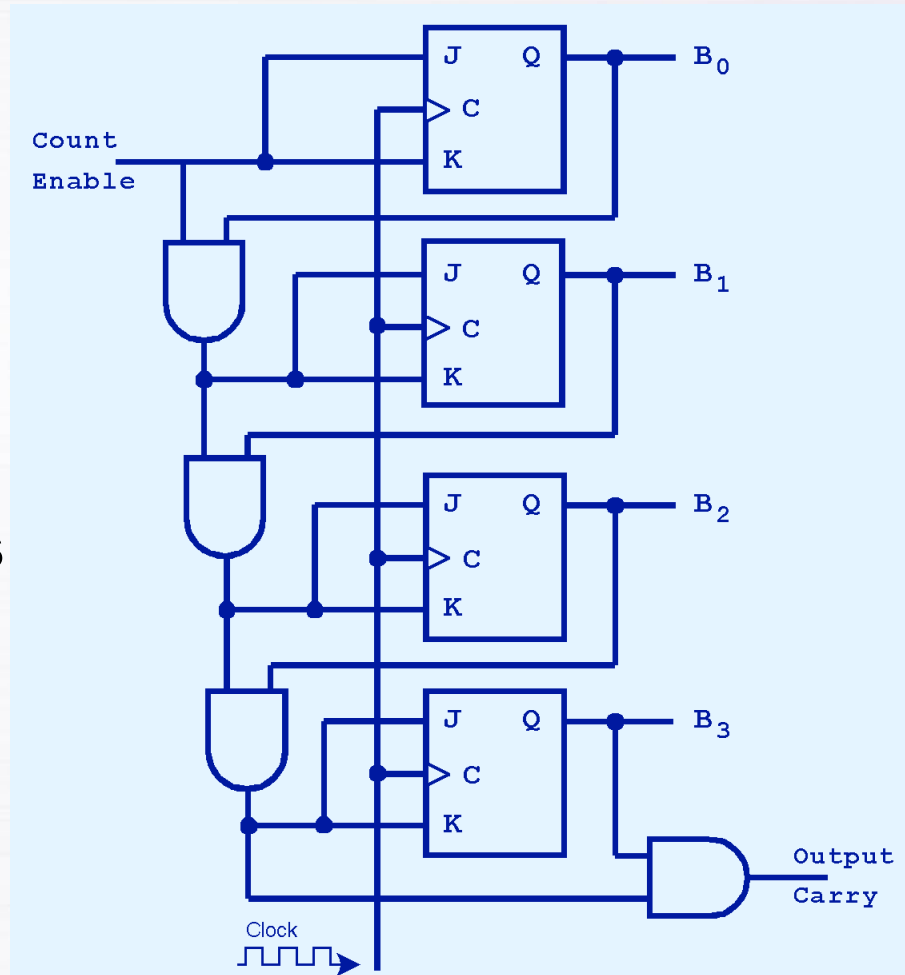 J Q B0
C
Count
Enable
K
J Q B1
C
K
J Q B2
C
K
J Q B3
C
K
Output
Carry
Clock